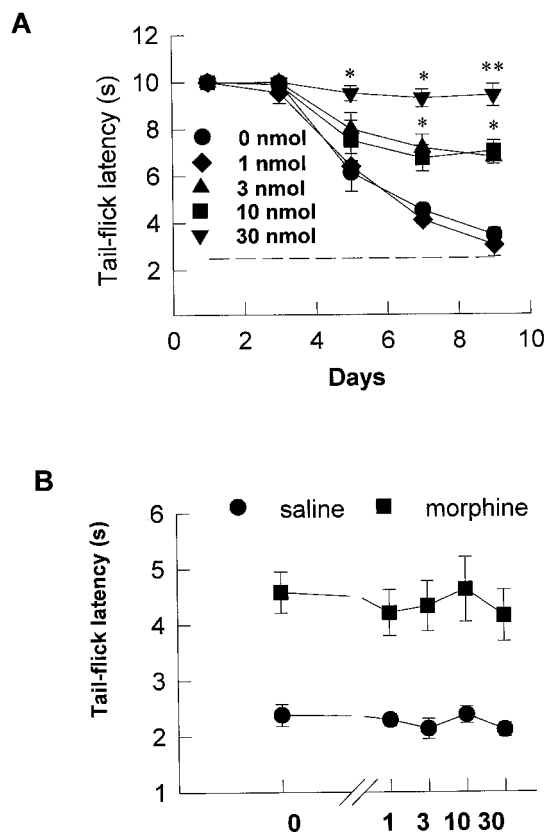 A
Tail-flick latency (s)
12
10
8
6
4
2
* * **
* *
0 nmol
1 nmol
3 nmol
10 nmol
30 nmol
0 2 4 6 8 10
Days
B
Tail-flick latency (s)
saline morphine
6
5
4
3
2
1
0 1 3 10 30